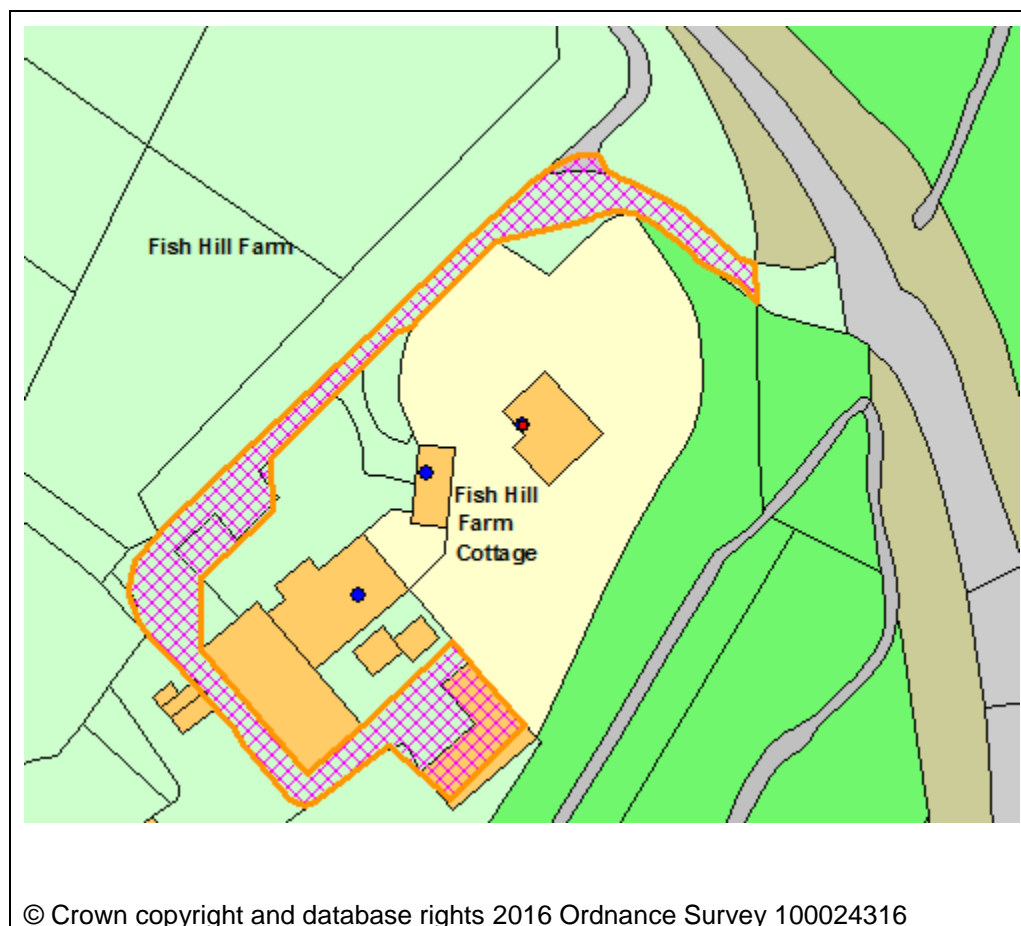 Fish Hill Farm
Fish Hill
Farm
Cottage
© Crown copyright and database rights 2016 Ordnance Survey 100024316